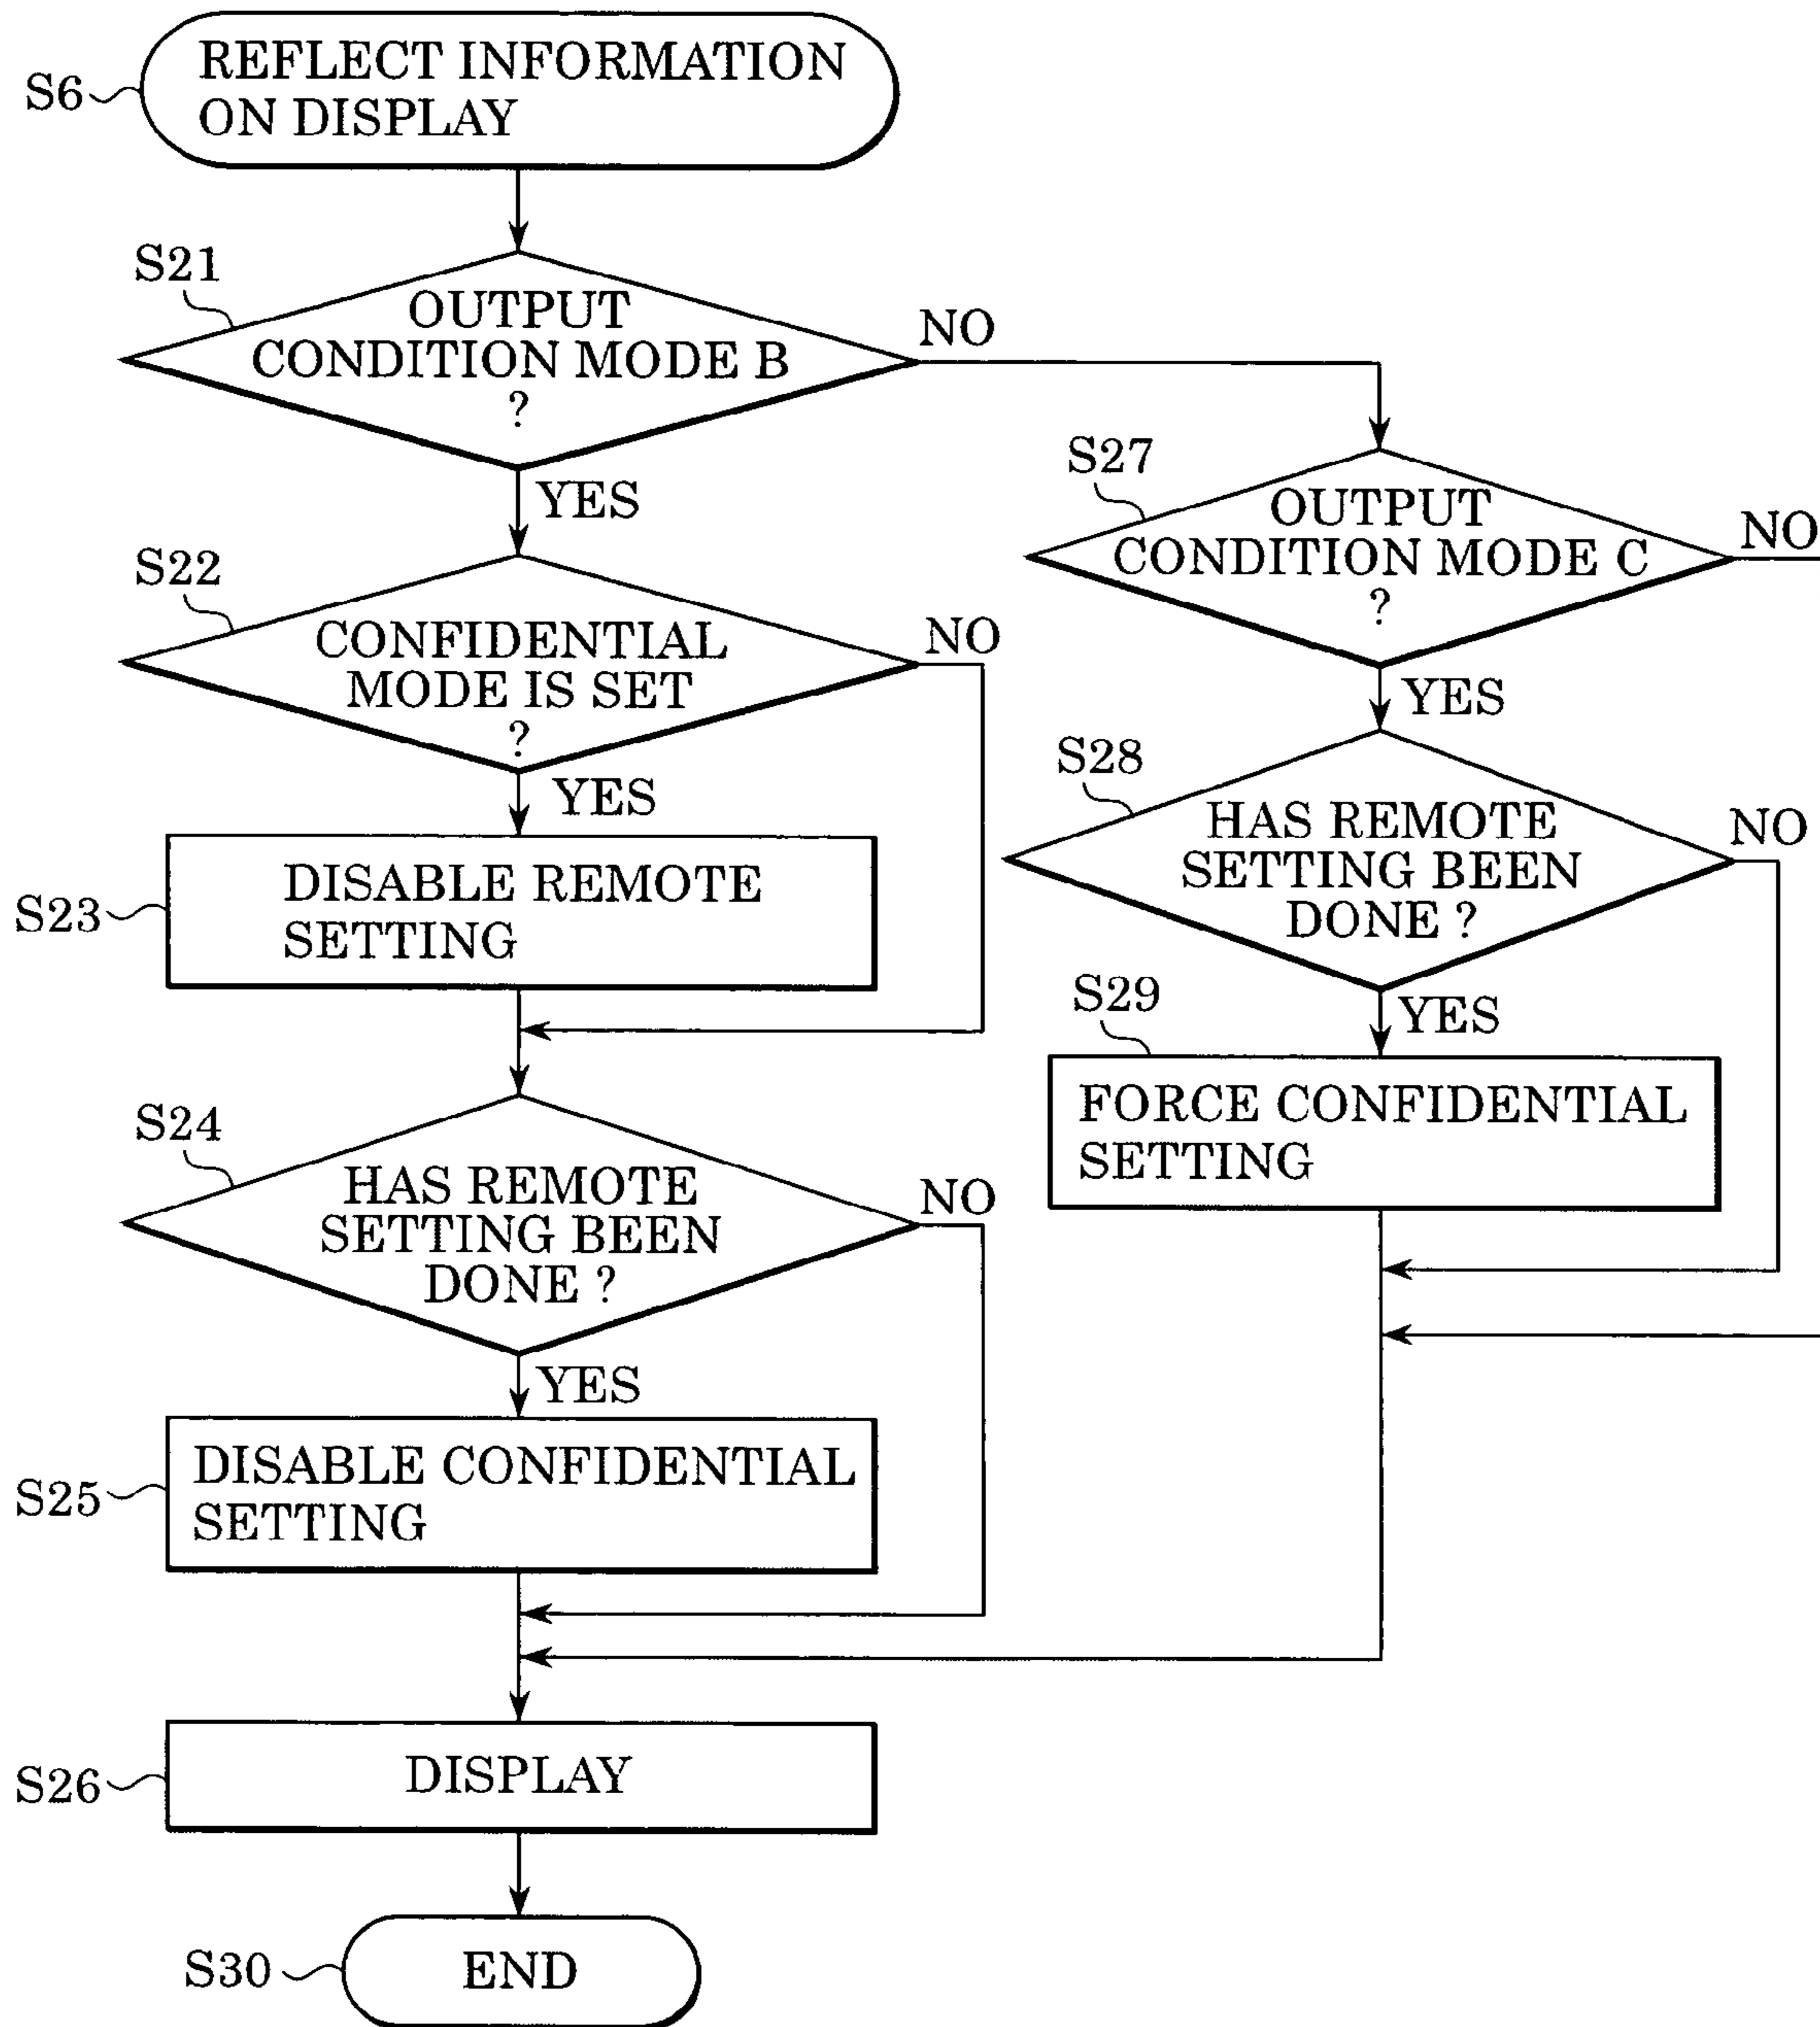 S6
REFLECT INFORMATION
ON DISPLAY
S21
OUTPUT
CONDITION MODE B
?
NO
YES
S22
CONFIDENTIAL
MODE IS SET
?
NO
YES
S23
DISABLE REMOTE
SETTING
S24
HAS REMOTE
SETTING BEEN
DONE ?
NO
YES
S25
DISABLE CONFIDENTIAL
SETTING
S26
DISPLAY
S30
END
S27
OUTPUT
CONDITION MODE C
?
NO
YES
S28
HAS REMOTE
SETTING BEEN
DONE ?
NO
YES
S29
FORCE CONFIDENTIAL
SETTING